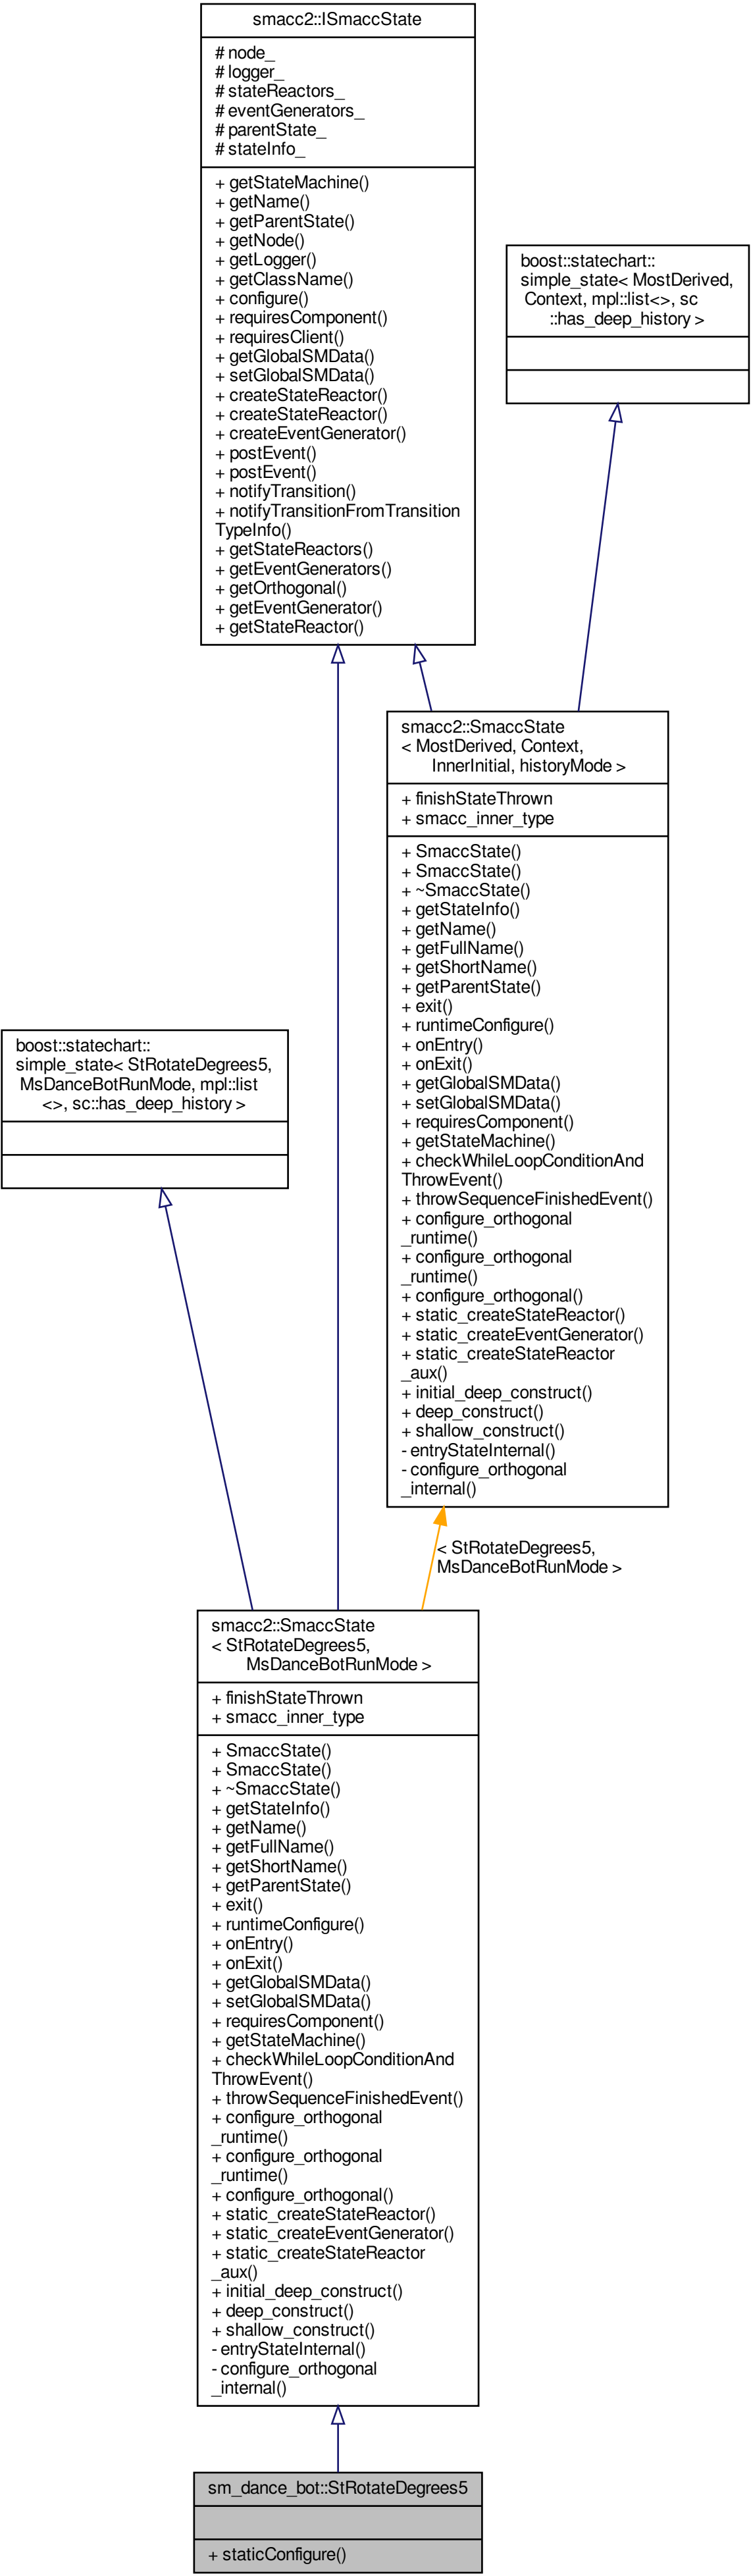 smacc2::ISmaccState
# node_
# logger_
# stateReactors_
# eventGenerators_
# parentState_
# stateInfo_
+ getStateMachine()
+ getName()
+ getParentState()
+ getNode()
+ getLogger()
+ getClassName()
+ configure()
+ requiresComponent()
+ requiresClient()
+ getGlobalSMData()
+ setGlobalSMData()
+ createStateReactor()
+ createStateReactor()
+ createEventGenerator()
+ postEvent()
+ postEvent()
+ notifyTransition()
+ notifyTransitionFromTransition
TypeInfo()
+ getStateReactors()
+ getEventGenerators()
+ getOrthogonal()
+ getEventGenerator()
+ getStateReactor()
boost::statechart::
simple_state< MostDerived,
Context, mpl::list<>, sc
::has_deep_history >
smacc2::SmaccState
< MostDerived, Context,
InnerInitial, historyMode >
+ finishStateThrown
+ smacc_inner_type
+ SmaccState()
+ SmaccState()
+ ~SmaccState()
+ getStateInfo()
+ getName()
+ getFullName()
+ getShortName()
+ getParentState()
+ exit()
+ runtimeConfigure()
+ onEntry()
+ onExit()
+ getGlobalSMData()
+ setGlobalSMData()
+ requiresComponent()
+ getStateMachine()
+ checkWhileLoopConditionAnd
ThrowEvent()
+ throwSequenceFinishedEvent()
+ configure_orthogonal
_runtime()
+ configure_orthogonal
_runtime()
+ configure_orthogonal()
+ static_createStateReactor()
+ static_createEventGenerator()
+ static_createStateReactor
_aux()
+ initial_deep_construct()
+ deep_construct()
+ shallow_construct()
- entryStateInternal()
- configure_orthogonal
_internal()
boost::statechart::
simple_state< StRotateDegrees5,
MsDanceBotRunMode, mpl::list
<>, sc::has_deep_history >
< StRotateDegrees5,
MsDanceBotRunMode >
smacc2::SmaccState
< StRotateDegrees5,
MsDanceBotRunMode >
+ finishStateThrown
+ smacc_inner_type
+ SmaccState()
+ SmaccState()
+ ~SmaccState()
+ getStateInfo()
+ getName()
+ getFullName()
+ getShortName()
+ getParentState()
+ exit()
+ runtimeConfigure()
+ onEntry()
+ onExit()
+ getGlobalSMData()
+ setGlobalSMData()
+ requiresComponent()
+ getStateMachine()
+ checkWhileLoopConditionAnd
ThrowEvent()
+ throwSequenceFinishedEvent()
+ configure_orthogonal
_runtime()
+ configure_orthogonal
_runtime()
+ configure_orthogonal()
+ static_createStateReactor()
+ static_createEventGenerator()
+ static_createStateReactor
_aux()
+ initial_deep_construct()
+ deep_construct()
+ shallow_construct()
- entryStateInternal()
- configure_orthogonal
_internal()
sm_dance_bot::StRotateDegrees5
+ staticConfigure()